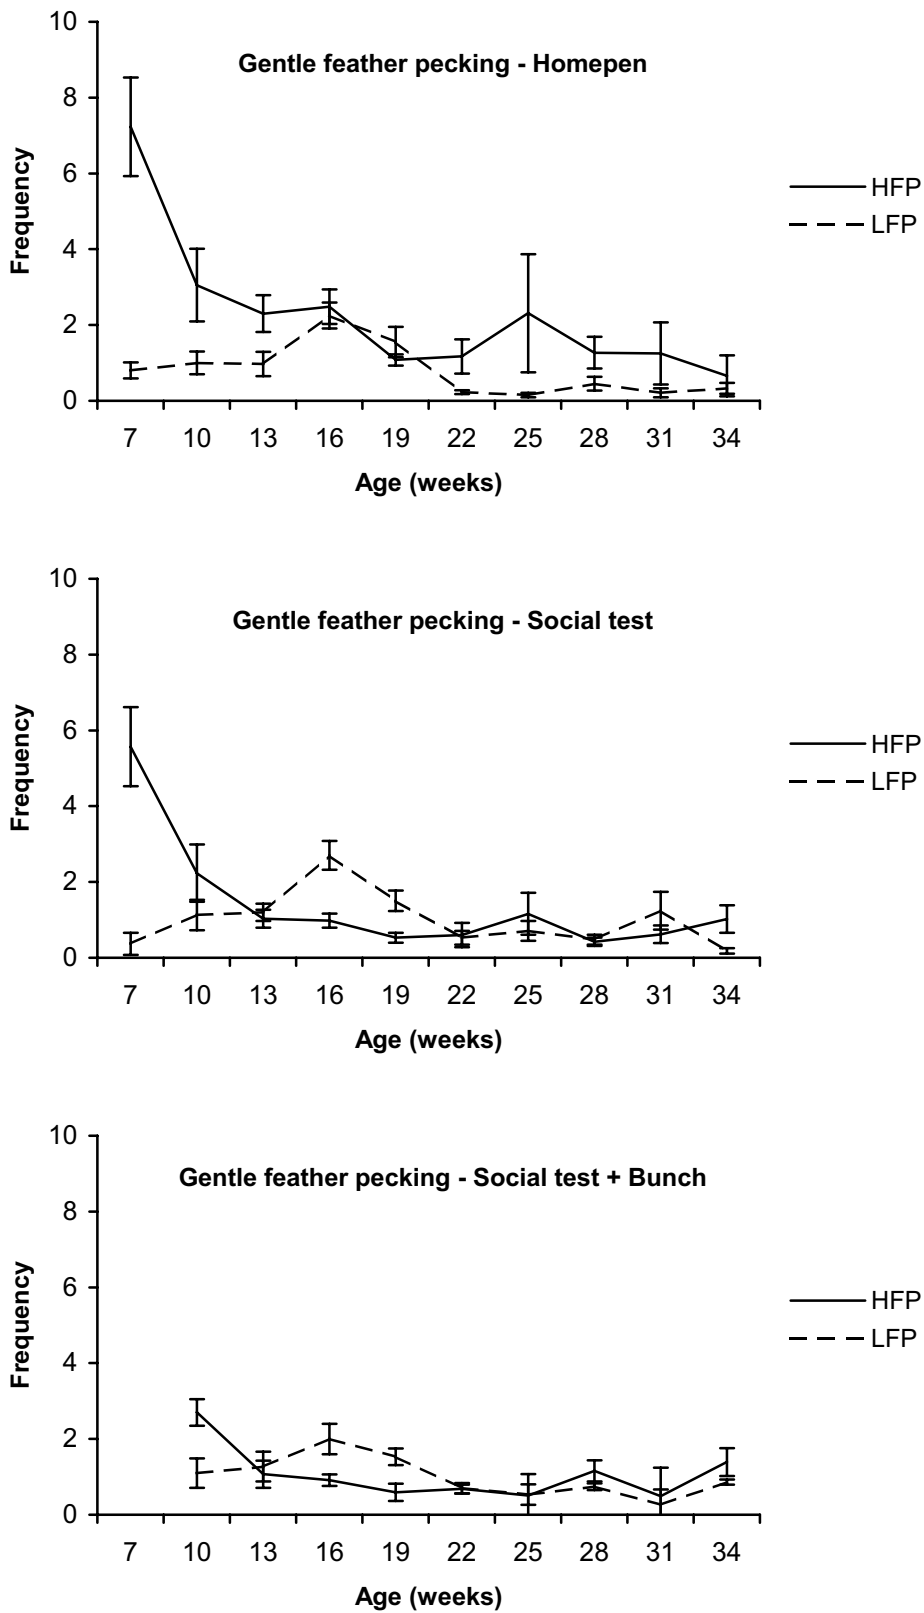 Gentle feather pecking - Homepen
10
8
6
4
2
0
Frequency
7 10 13 16 19 22 25 28 31 34
Age (weeks)
HFP
LFP
Gentle feather pecking - Social test
10
8
6
4
2
0
Frequency
7 10 13 16 19 22 25 28 31 34
Age (weeks)
HFP
LFP
Gentle feather pecking - Social test + Bunch
10
8
6
4
2
0
Frequency
7 10 13 16 19 22 25 28 31 34
Age (weeks)
HFP
LFP